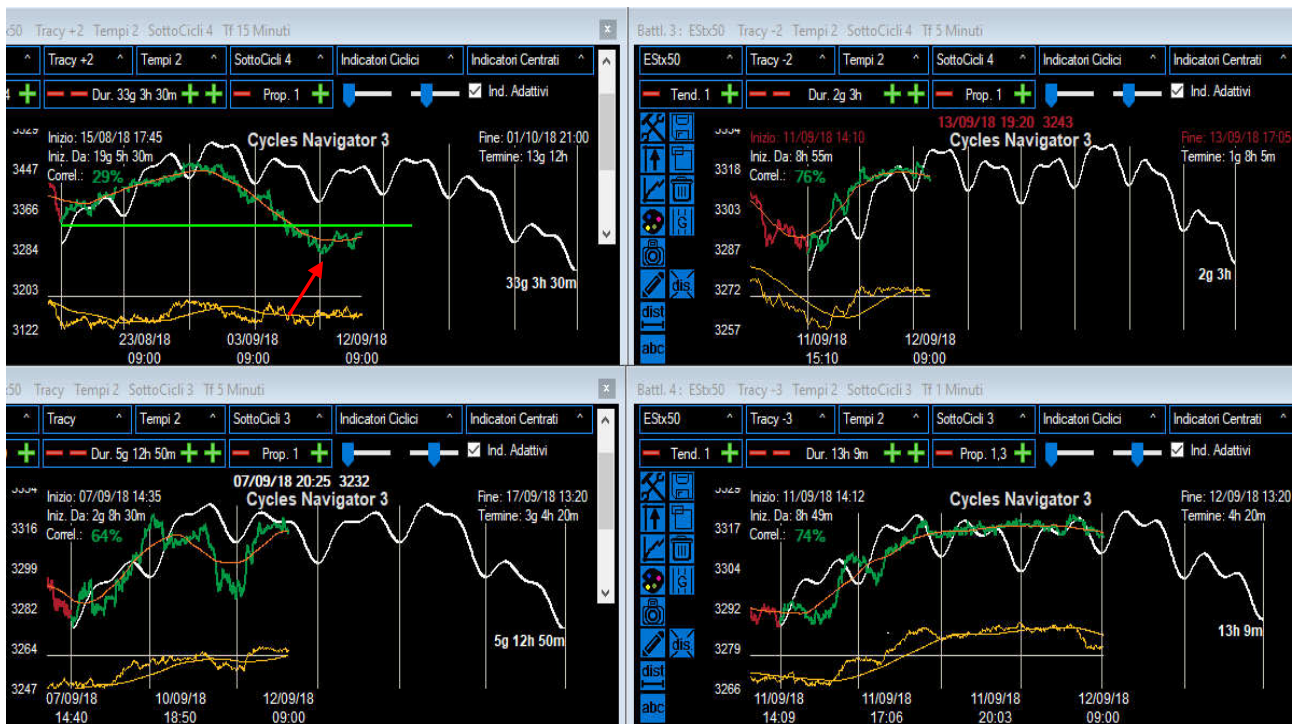 x50 Tracy +2 Tempi 2 SottoCicli 4 Tf 15 Minuti x
^ Tracy +2 ^ Tempi 2 ^ SottoCicli 4 ^ Indicatori Ciclici ^ Indicatori Centrati ^
Dur. 33g 3h 30m Prop. 1 Ind. Adattivi
Inizio: 15/08/18 17:45 Cycles Navigator 3 Fine: 01/10/18 21:00
Iniz. Da: 19g 5h 30m Termine: 13g 12h
Correl.: 29%
3447
3366
3284
3203
3122
33g 3h 30m
23/08/18 03/09/18 12/09/18
09:00 09:00 09:00
Battl. 3 : EStx50 Tracy -2 Tempi 2 SottoCicli 4 Tf 5 Minuti
EStx50 ^ Tracy -2 ^ Tempi 2 ^ SottoCicli 4 ^ Indicatori Ciclici ^ Indicatori Centrati ^
Tend. 1 Dur. 2g 3h Prop. 1 Ind. Adattivi
13/09/18 19:20 3243
Inizio: 11/09/18 14:10 Cycles Navigator 3 Fine: 13/09/18 17:05
Iniz. Da: 8h 55m Termine: 1g 8h 5m
Correl.: 76%
3318
3303
3287
3272
3257
G
dis
dist
abc
2g 3h
11/09/18 12/09/18
15:10 09:00
x50 Tracy Tempi 2 SottoCicli 3 Tf 5 Minuti x
^ Tracy ^ Tempi 2 ^ SottoCicli 3 ^ Indicatori Ciclici ^ Indicatori Centrati ^
Dur. 5g 12h 50m Prop. 1 Ind. Adattivi
07/09/18 20:25 3232
Inizio: 07/09/18 14:35 Cycles Navigator 3 Fine: 17/09/18 13:20
Iniz. Da: 2g 8h 30m Termine: 3g 4h 20m
Correl.: 64%
3316
3299
3282
3264
3247
5g 12h 50m
07/09/18 10/09/18 12/09/18
14:40 18:50 09:00
Battl. 4 : EStx50 Tracy -3 Tempi 2 SottoCicli 3 Tf 1 Minuti
EStx50 ^ Tracy -3 ^ Tempi 2 ^ SottoCicli 3 ^ Indicatori Ciclici ^ Indicatori Centrati ^
Tend. 1 Dur. 13h 9m Prop. 1,3 Ind. Adattivi
Inizio: 11/09/18 14:12 Cycles Navigator 3 Fine: 12/09/18 13:20
Iniz. Da: 8h 49m Termine: 4h 20m
Correl.: 74%
3317
3304
3292
3279
3266
G
dis
dist
abc
13h 9m
11/09/18 11/09/18 11/09/18 12/09/18
14:09 17:06 20:03 09:00